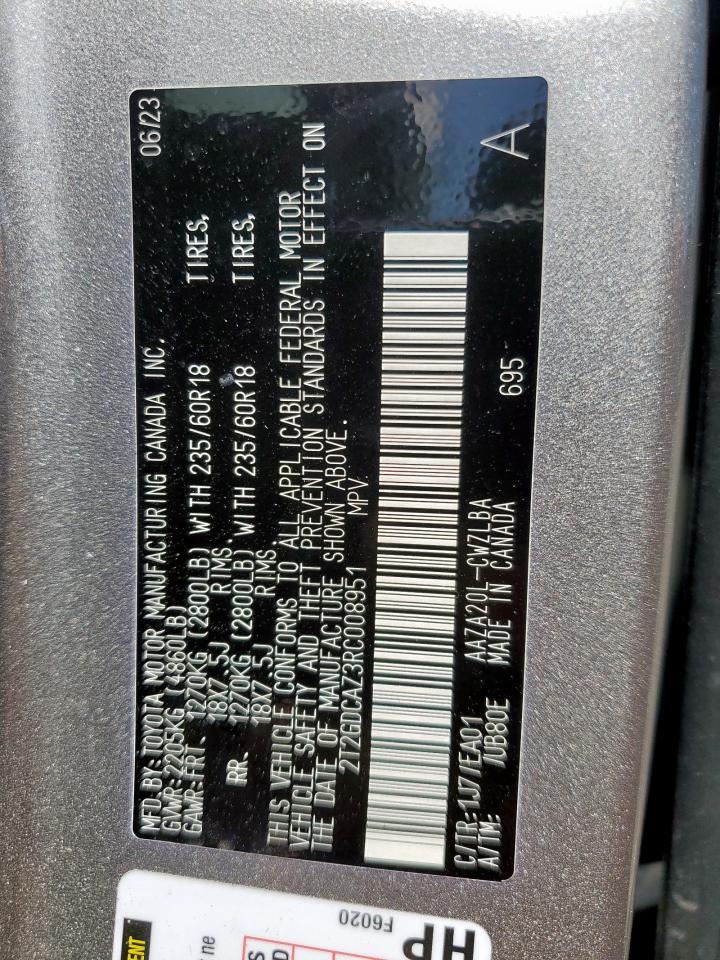 MFD.BY: TOYOTA MOTOR MANUFACTURING CANADA INC. 06/23
GVWR: 2205KG (4860LB)
GAWR: FRT 1270KG (2800LB) WITH 235/60R18 TIRES,
18X7.5J RIMS
RR. 1270KG (2800LB) WITH 235/60R18 TIRES,
18X7.5J RIMS
THIS VEHICLE CONFORMS TO ALL APPLICABLE FEDERAL MOTOR
VEHICLE SAFETY AND THEFT PREVENTION STANDARDS IN EFFECT ON
THE DATE OF MANUFACTURE SHOWN ABOVE.
2T2GDCAZ3RC008951 MPV
C/TR: 1J7/EA01 AAZA20L-CWZLBA 695 A
A/TM: /UB80E MADE IN CANADA
F6020
HP
ENT
ne
S
D